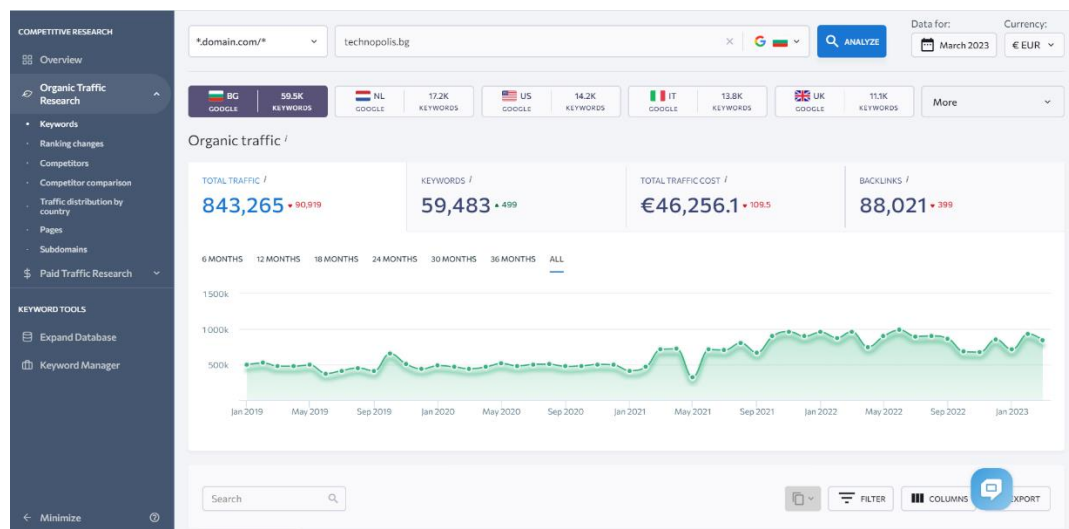 COMPETITIVE RESEARCH
Overview
Organic Traffic
Research
Keywords
Ranking changes
Competitors
Competitor comparison
Traffic distribution by
country
Pages
Subdomains
$ Paid Traffic Research
KEYWORD TOOLS
Expand Database
Keyword Manager
Minimize
Data for:
Currency:
*.domain.com/*
technopolis.bg
ANALYZE
March 2023
€ EUR
BG
GOOGLE
59.5K
KEYWORDS
NL
GOOGLE
17.2K
KEYWORDS
US
GOOGLE
14.2K
KEYWORDS
IT
GOOGLE
13.8K
KEYWORDS
UK
GOOGLE
11.1K
KEYWORDS
More
Organic traffic i
TOTAL TRAFFIC i
843,265 90,919
KEYWORDS i
59,483 499
TOTAL TRAFFIC COST i
€46,256.1 109.5
BACKLINKS i
88,021 399
6 MONTHS 12 MONTHS 18 MONTHS 24 MONTHS 30 MONTHS 36 MONTHS ALL
1500k
1000k
500k
Jan 2019 May 2019 Sep 2019 Jan 2020 May 2020 Sep 2020 Jan 2021 May 2021 Sep 2021 Jan 2022 May 2022 Sep 2022 Jan 2023
Search
FILTER
COLUMNS